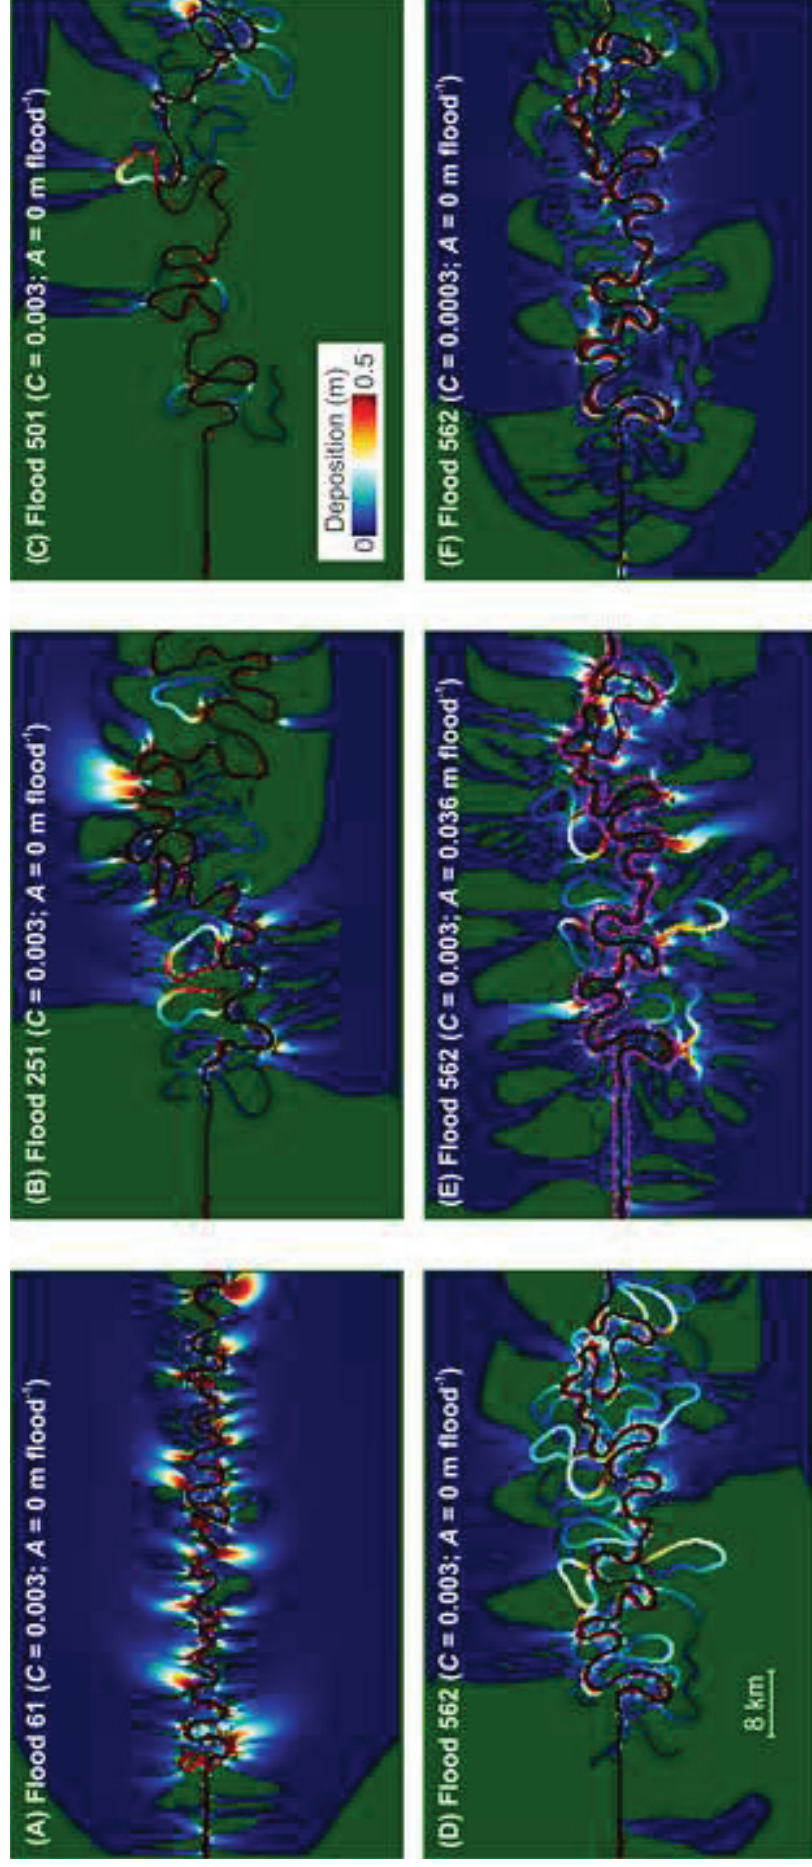 (A) Flood 61 (C = 0.003; A = 0 m flood⁻¹)
(B) Flood 251 (C = 0.003; A = 0 m flood⁻¹)
(C) Flood 501 (C = 0.003; A = 0 m flood⁻¹)
Deposition (m)
0 0.5
(D) Flood 562 (C = 0.003; A = 0 m flood⁻¹)
8 km
(E) Flood 562 (C = 0.003; A = 0.036 m flood⁻¹)
(F) Flood 562 (C = 0.0003; A = 0 m flood⁻¹)